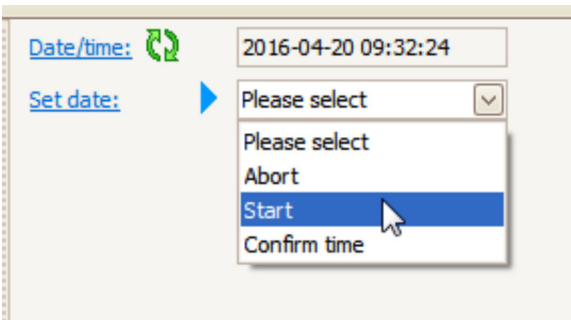 Date/time: 2016-04-20 09:32:24
Set date: Please select
Please select
Abort
Start
Confirm time